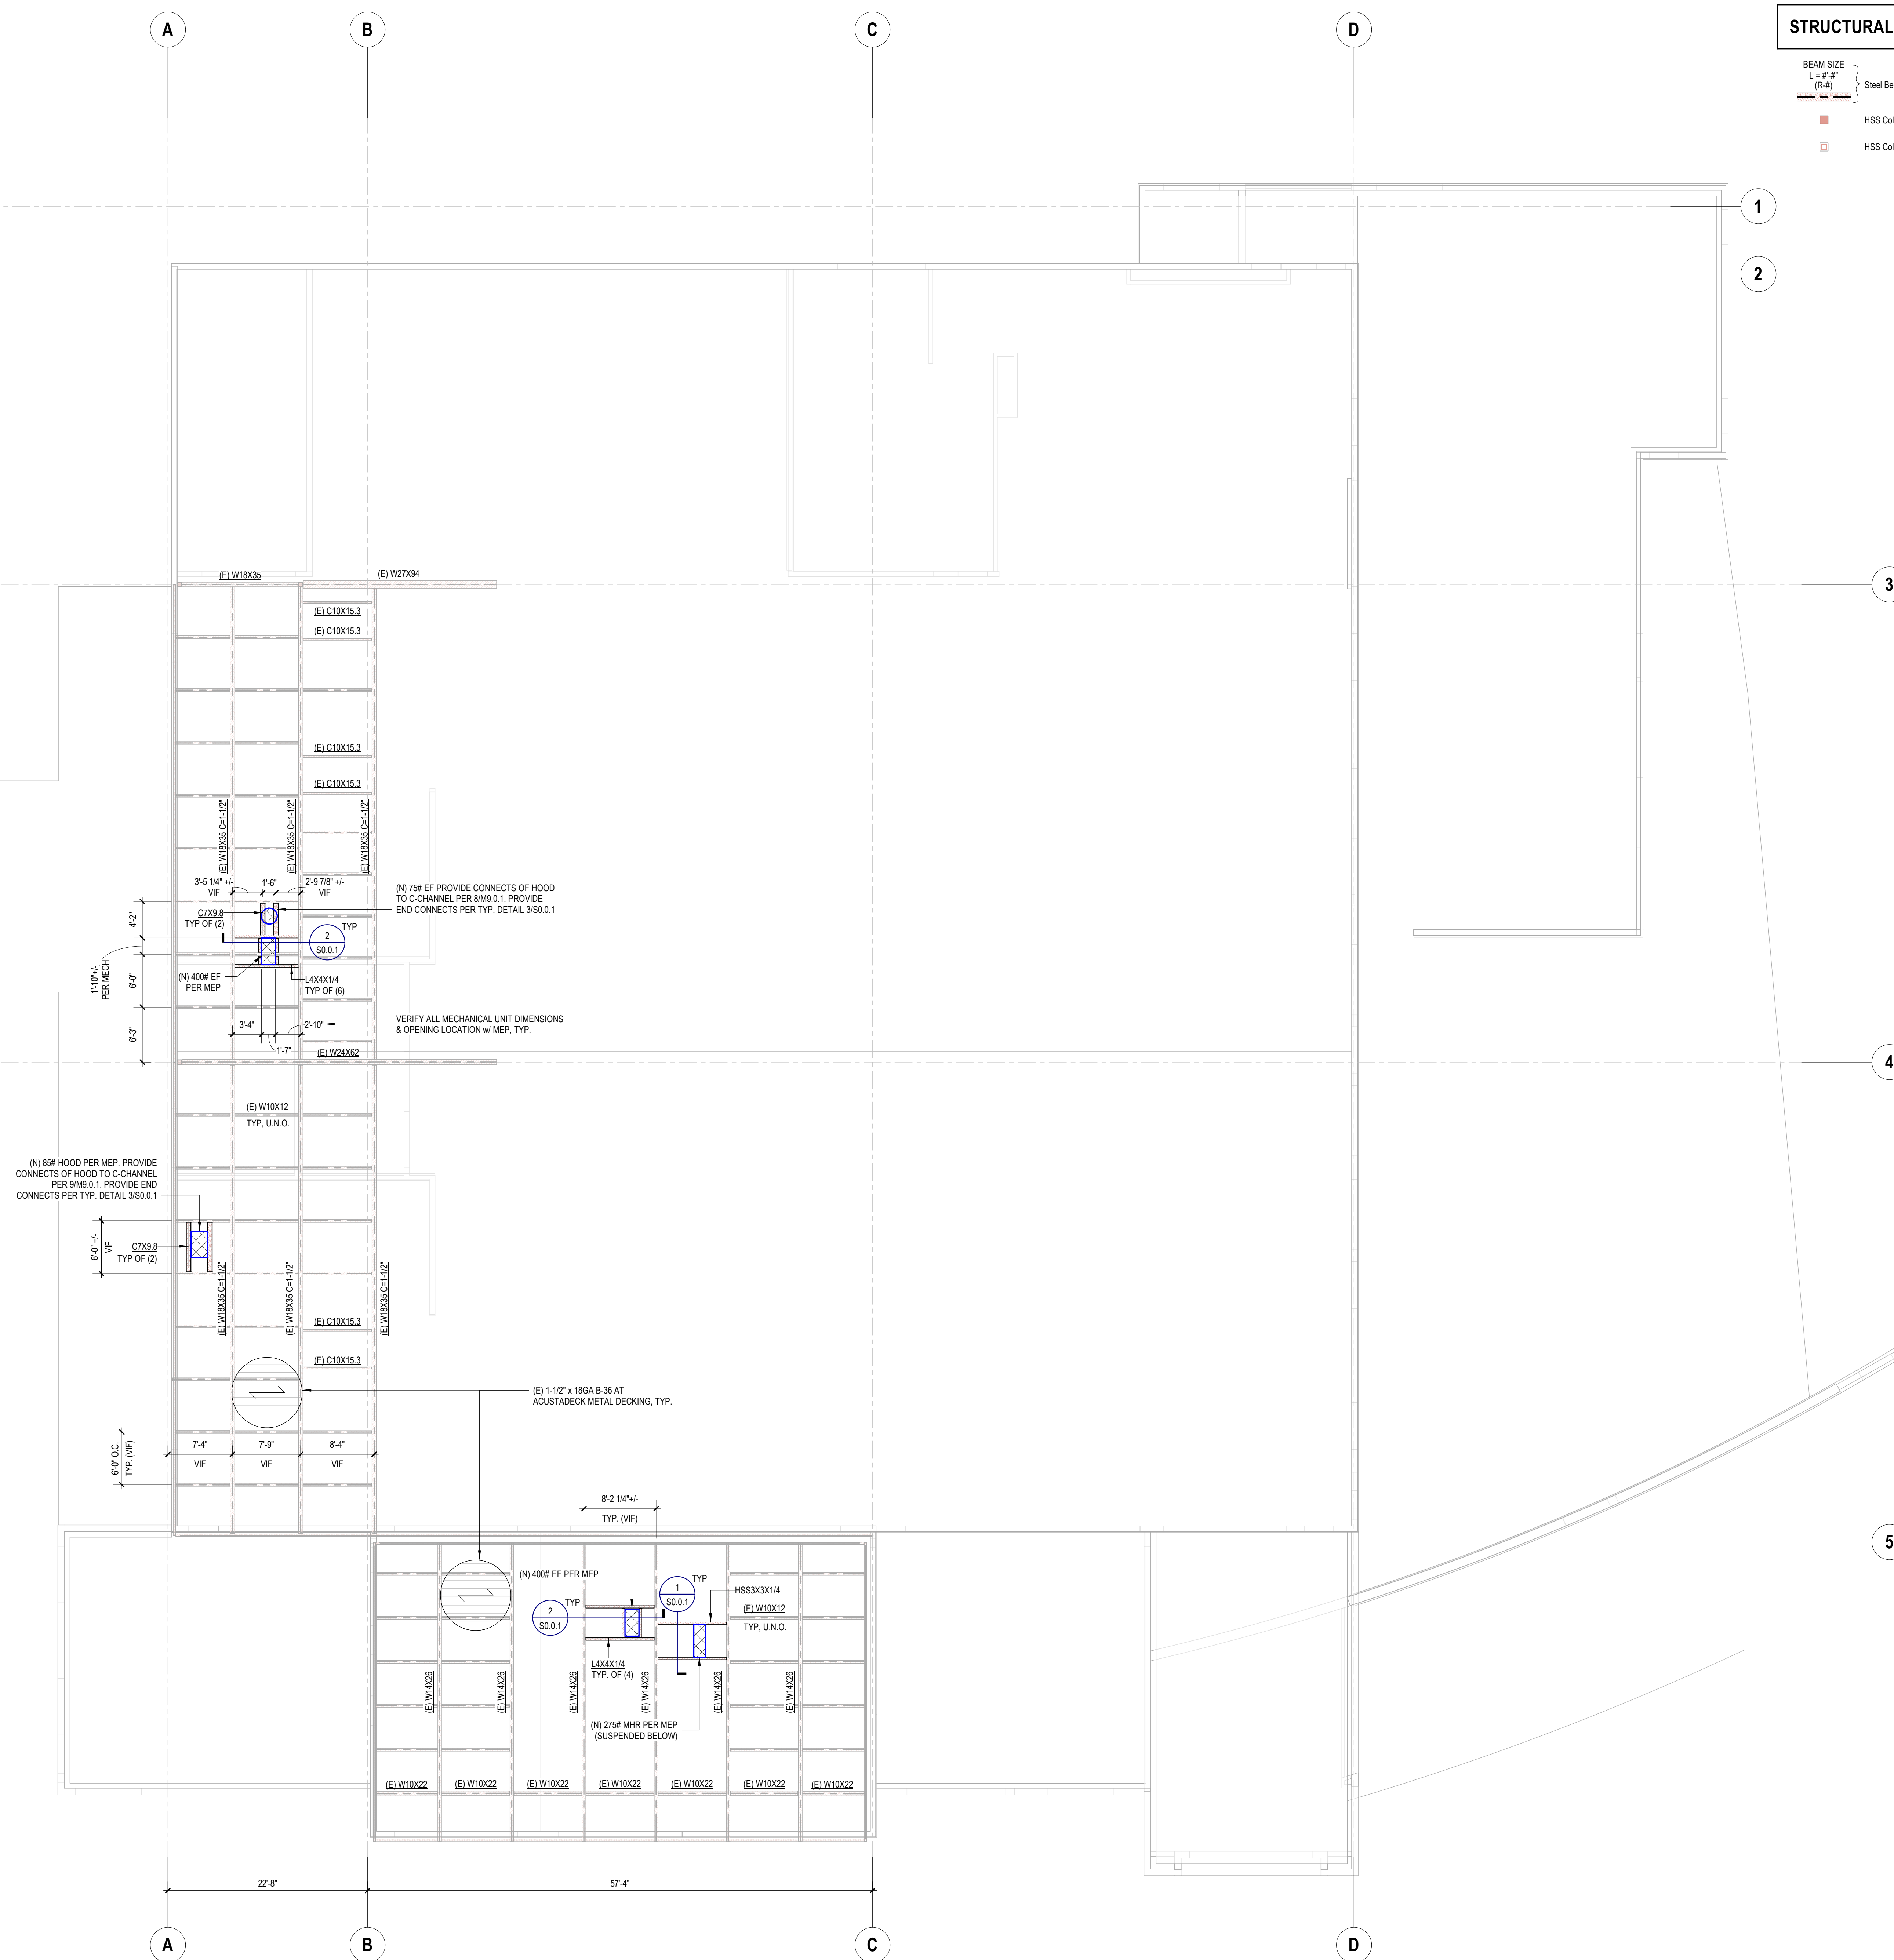 A
B
C
D
STRUCTURAL
BEAM SIZE
L = #'-#"
(R-#)
Steel Be
HSS Col
HSS Col
1
2
3
4
5
(E) W18X35
(E) W27X94
(E) C10X15.3
(E) C10X15.3
(E) C10X15.3
(E) C10X15.3
(E) W18X35 C=1-1/2"
(E) W18X35 C=1-1/2"
(E) W18X35 C=1-1/2"
3'-5 1/4" +/-
VIF
1'-6"
2'-9 7/8" +/-
VIF
(N) 75# EF PROVIDE CONNECTS OF HOOD
TO C-CHANNEL PER 8/M9.0.1. PROVIDE
END CONNECTS PER TYP. DETAIL 3/S0.0.1
4'-2"
C7X9.8
TYP OF (2)
TYP
2
S0.0.1
1'-10"+/-
PER MECH
6'-0"
(N) 400# EF
PER MEP
L4X4X1/4
TYP OF (6)
6'-3"
3'-4"
2'-10"
VERIFY ALL MECHANICAL UNIT DIMENSIONS
& OPENING LOCATION w/ MEP, TYP.
1'-7"
(E) W24X62
(E) W10X12
TYP, U.N.O.
(N) 85# HOOD PER MEP. PROVIDE
CONNECTS OF HOOD TO C-CHANNEL
PER 9/M9.0.1. PROVIDE END
CONNECTS PER TYP. DETAIL 3/S0.0.1
6'-0" +/-
VIF
C7X9.8
TYP OF (2)
(E) W18X35 C=1-1/2"
(E) W18X35 C=1-1/2"
(E) W18X35 C=1-1/2"
(E) C10X15.3
(E) C10X15.3
(E) 1-1/2" x 18GA B-36 AT
ACUSTADECK METAL DECKING, TYP.
6'-0" O.C.
TYP. (VIF)
7'-4"
VIF
7'-9"
VIF
8'-4"
VIF
8'-2 1/4"+/-
TYP. (VIF)
(N) 400# EF PER MEP
TYP
1
S0.0.1
HSS3X3X1/4
TYP
2
S0.0.1
(E) W10X12
TYP, U.N.O.
L4X4X1/4
TYP. OF (4)
(E) W14X26
(E) W14X26
(E) W14X26
(E) W14X26
(E) W14X26
(E) W14X26
(N) 275# MHR PER MEP
(SUSPENDED BELOW)
(E) W10X22
(E) W10X22
(E) W10X22
(E) W10X22
(E) W10X22
(E) W10X22
(E) W10X22
22'-8"
57'-4"
A
B
C
D